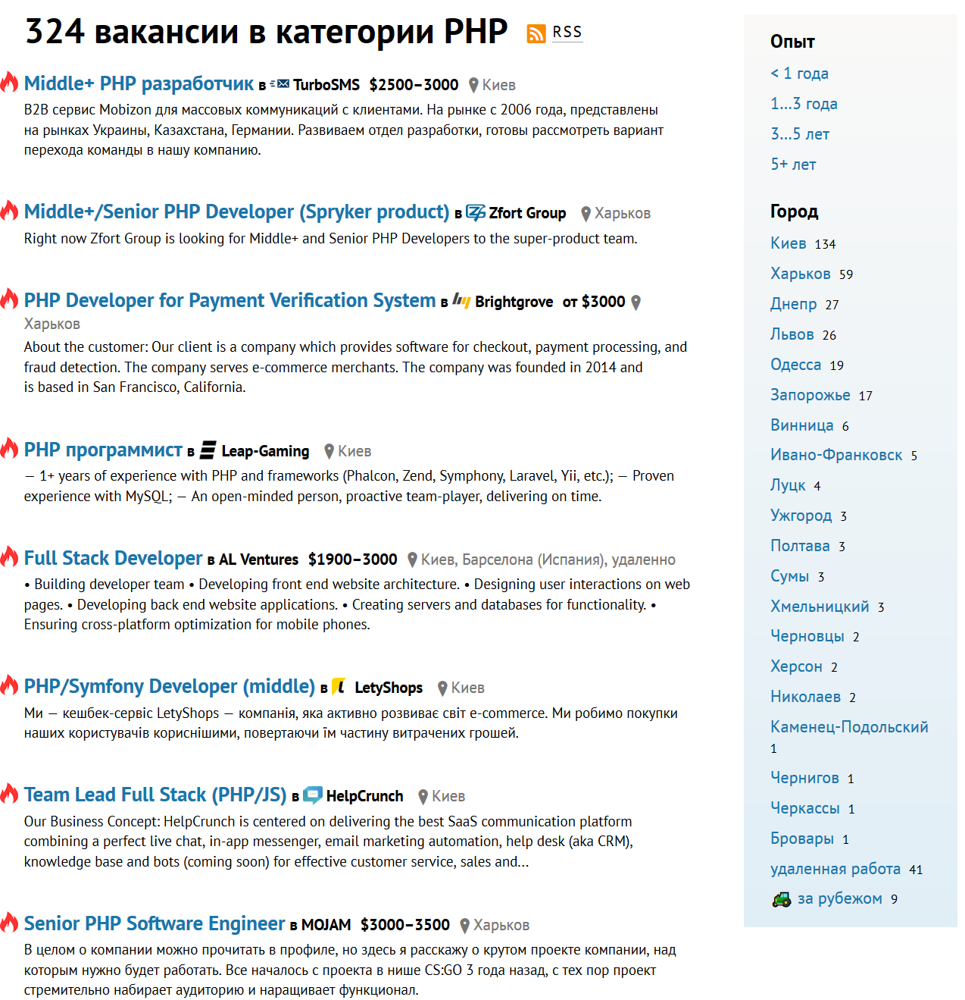 324 вакансии в категории PHP RSS
Middle+ PHP разработчик в TurboSMS $2500–3000 Киев
B2B сервис Mobizon для массовых коммуникаций с клиентами. На рынке с 2006 года, представлены
на рынках Украины, Казахстана, Германии. Развиваем отдел разработки, готовы рассмотреть вариант
перехода команды в нашу компанию.
Middle+/Senior PHP Developer (Spryker product) в Zfort Group Харьков
Right now Zfort Group is looking for Middle+ and Senior PHP Developers to the super-product team.
PHP Developer for Payment Verification System в Brightgrove от $3000
Харьков
About the customer: Our client is a company which provides software for checkout, payment processing, and
fraud detection. The company serves e-commerce merchants. The company was founded in 2014 and
is based in San Francisco, California.
PHP программист в Leap-Gaming Киев
— 1+ years of experience with PHP and frameworks (Phalcon, Zend, Symphony, Laravel, Yii, etc.); — Proven
experience with MySQL; — An open-minded person, proactive team-player, delivering on time.
Full Stack Developer в AL Ventures $1900–3000 Киев, Барселона (Испания), удаленно
• Building developer team • Developing front end website architecture. • Designing user interactions on web
pages. • Developing back end website applications. • Creating servers and databases for functionality. •
Ensuring cross-platform optimization for mobile phones.
PHP/Symfony Developer (middle) в LetyShops Киев
Ми — кешбек-сервіс LetyShops — компанія, яка активно розвиває світ e-commerce. Ми робимо покупки
наших користувачів кориснішими, повертаючи їм частину витрачених грошей.
Team Lead Full Stack (PHP/JS) в HelpCrunch Киев
Our Business Concept: HelpCrunch is centered on delivering the best SaaS communication platform
combining a perfect live chat, in-app messenger, email marketing automation, help desk (aka CRM),
knowledge base and bots (coming soon) for effective customer service, sales and...
Senior PHP Software Engineer в MOJAM $3000–3500 Харьков
В целом о компании можно прочитать в профиле, но здесь я расскажу о крутом проекте компании, над
которым нужно будет работать. Все началось с проекта в нише CS:GO 3 года назад, с тех пор проект
стремительно набирает аудиторию и наращивает функционал.
Опыт
< 1 года
1...3 года
3...5 лет
5+ лет
Город
Киев 134
Харьков 59
Днепр 27
Львов 26
Одесса 19
Запорожье 17
Винница 6
Ивано-Франковск 5
Луцк 4
Ужгород 3
Полтава 3
Сумы 3
Хмельницкий 3
Черновцы 2
Херсон 2
Николаев 2
Каменец-Подольский
1
Чернигов 1
Черкассы 1
Бровары 1
удаленная работа 41
за рубежом 9